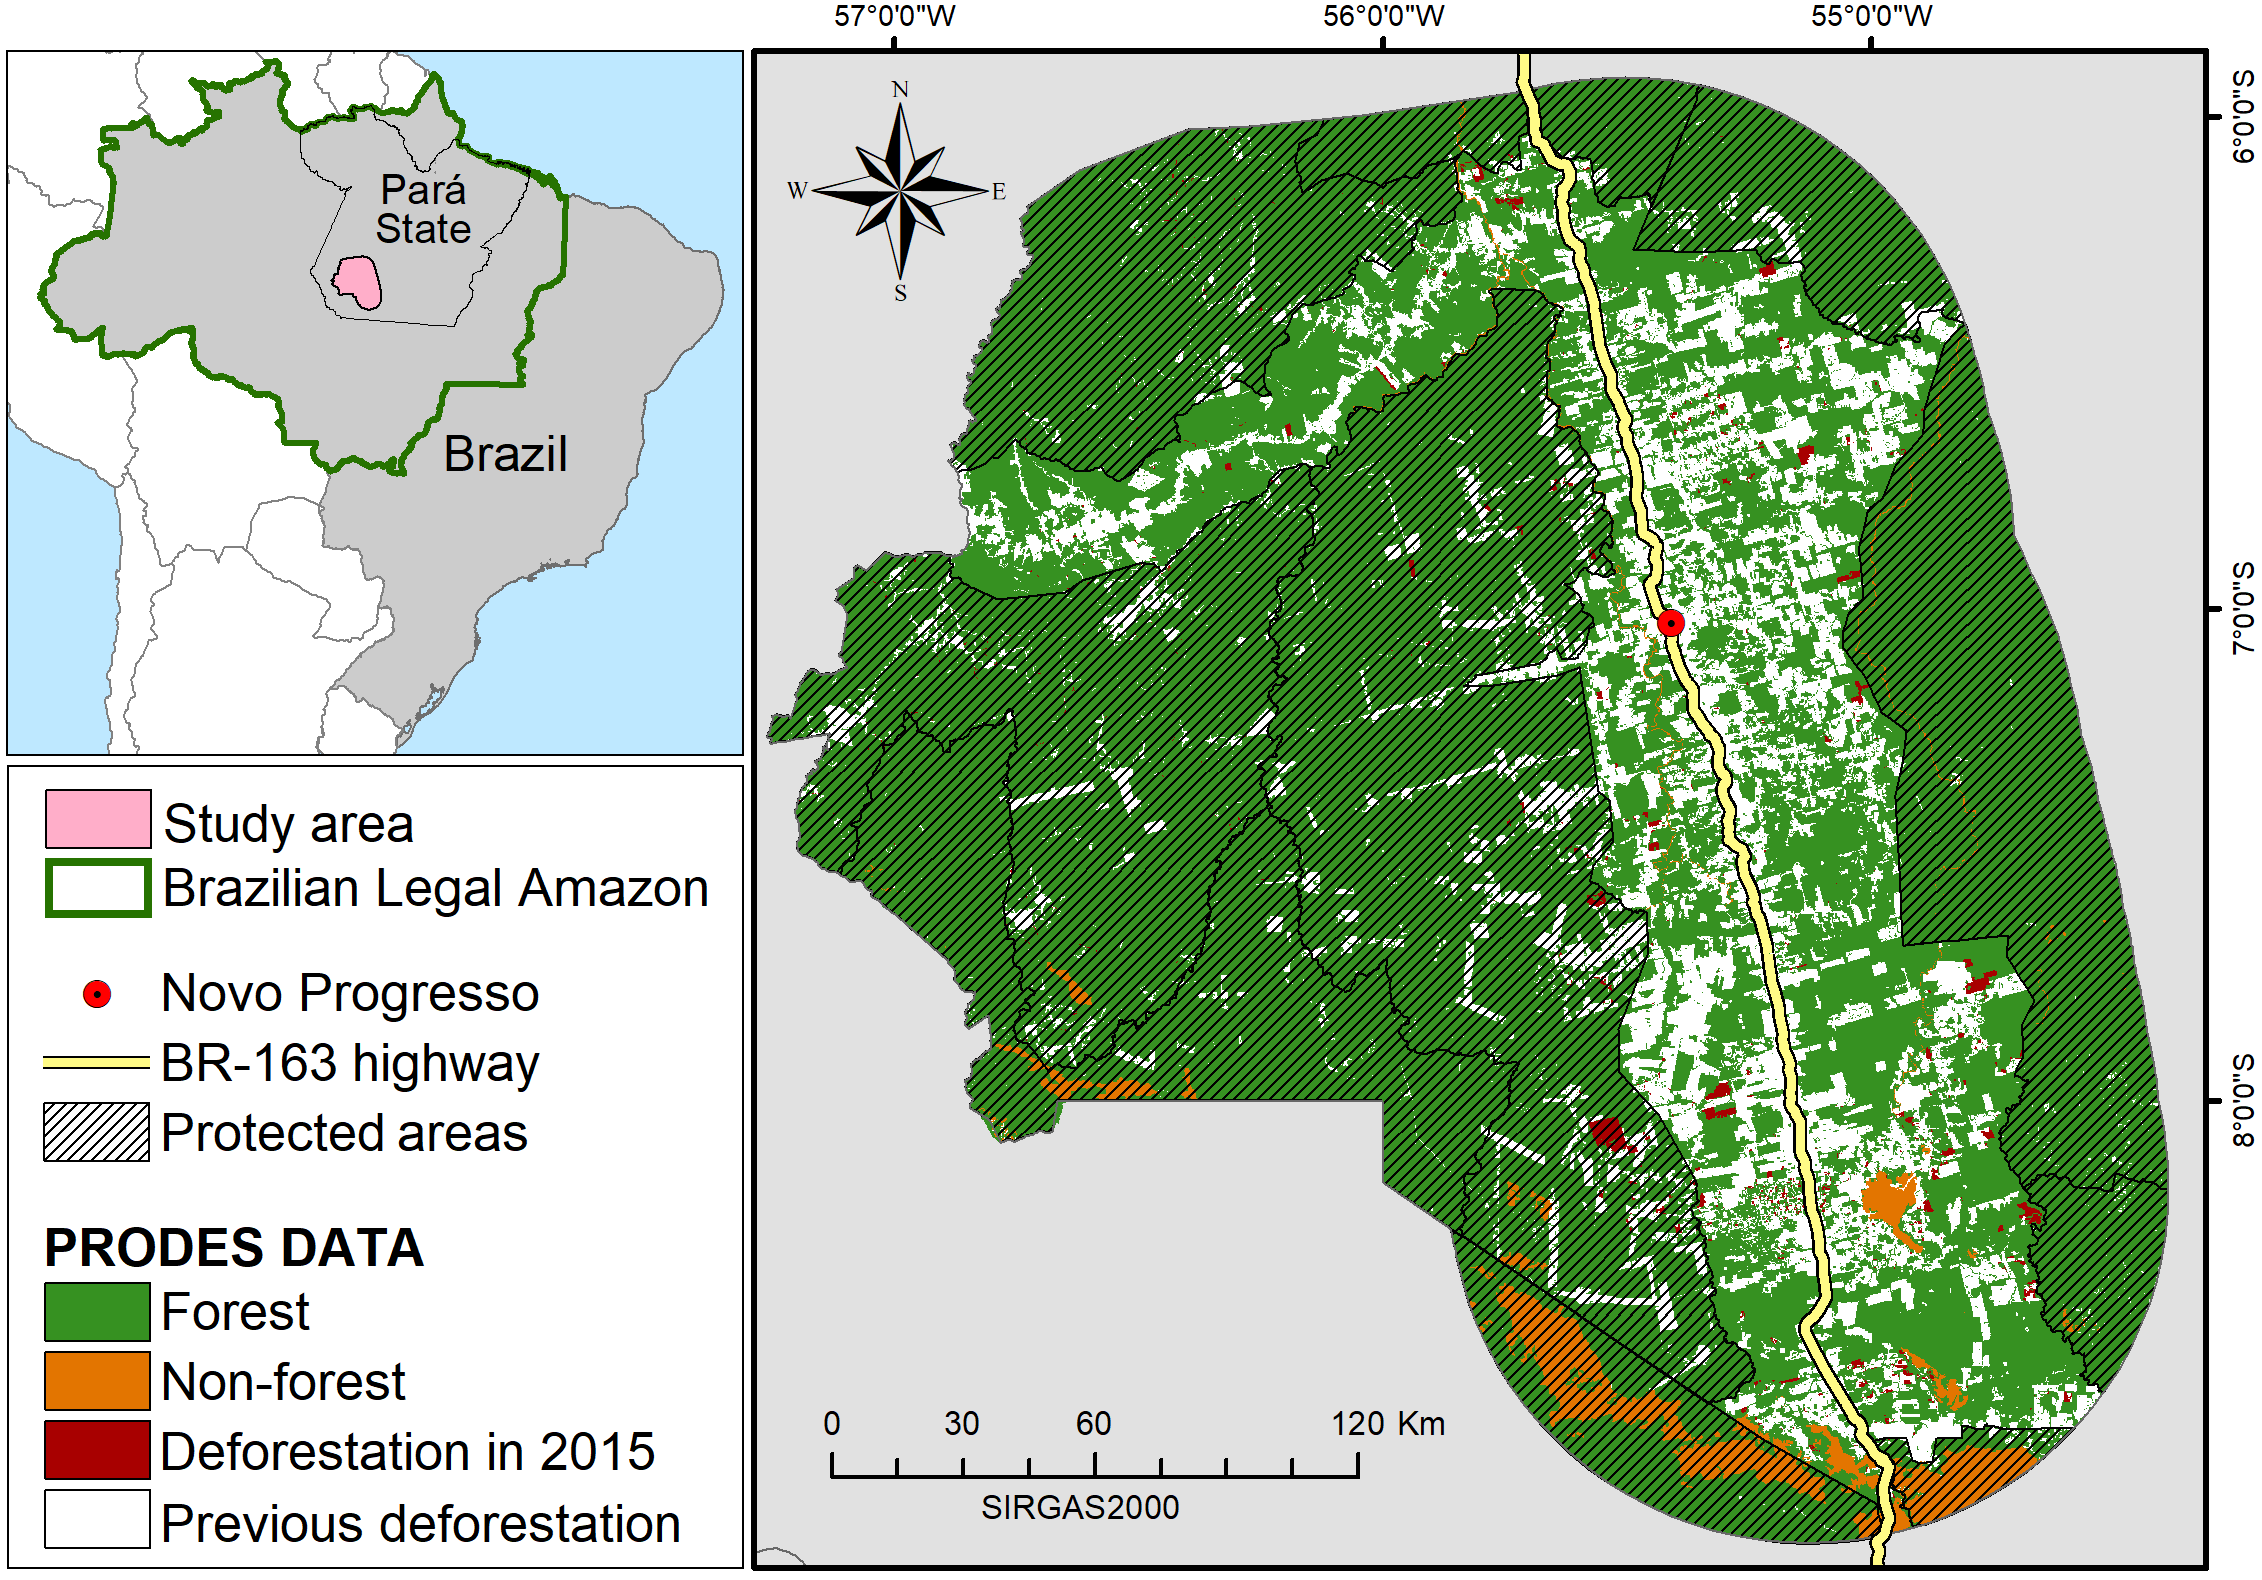 57°0'0"W
56°0'0"W
55°0'0"W
6°0'0"S
7°0'0"S
8°0'0"S
Pará
State
Brazil
N
W
E
S
Study area
Brazilian Legal Amazon
Novo Progresso
BR-163 highway
Protected areas
PRODES DATA
Forest
Non-forest
Deforestation in 2015
Previous deforestation
0 30 60 120 Km
SIRGAS2000